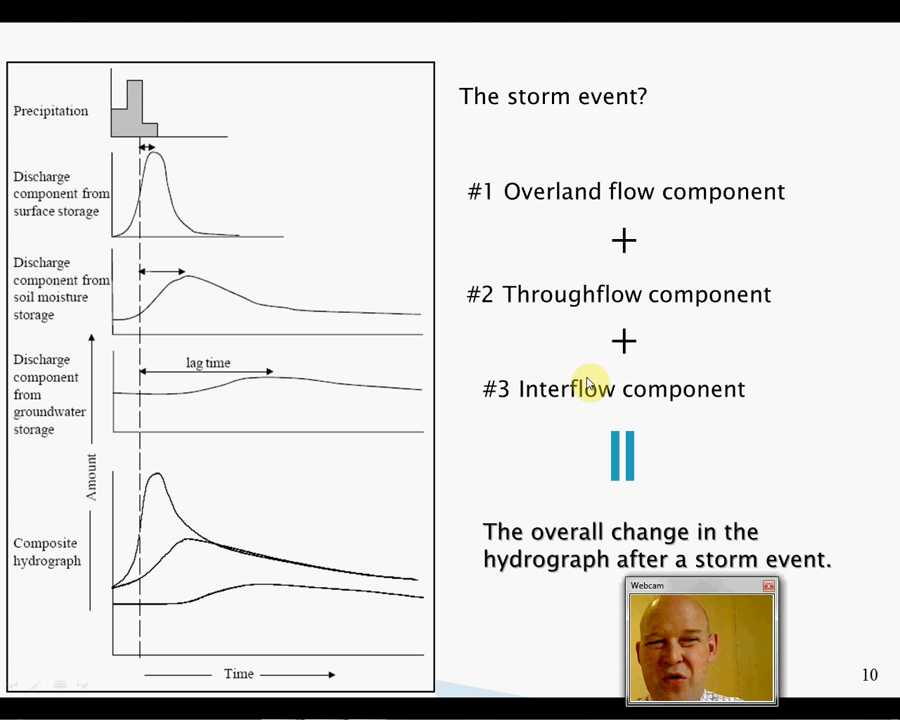 Precipitation
Discharge
component from
surface storage
Discharge
component from
soil moisture
storage
Discharge
component
from
groundwater
storage
lag time
Amount
Composite
hydrograph
Time
The storm event?
#1 Overland flow component
+
#2 Throughflow component
+
#3 Interflow component
=
The overall change in the
hydrograph after a storm event.
Webcam
10